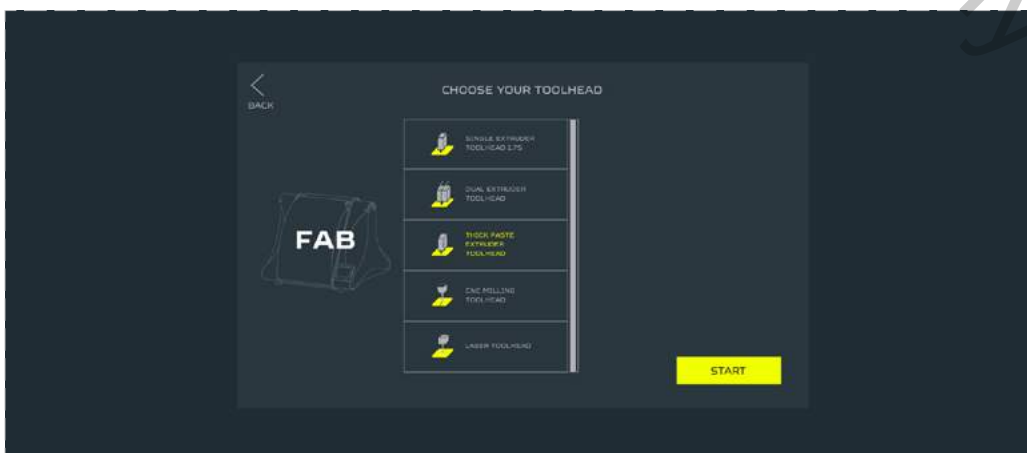 BACK
CHOOSE YOUR TOOLHEAD
SINGLE EXTRUDER
TOOLHEAD 1.75
DUAL EXTRUDER
TOOLHEAD
THICK PASTE
EXTRUDER
TOOLHEAD
CNC MILLING
TOOLHEAD
LASER TOOLHEAD
FAB
START